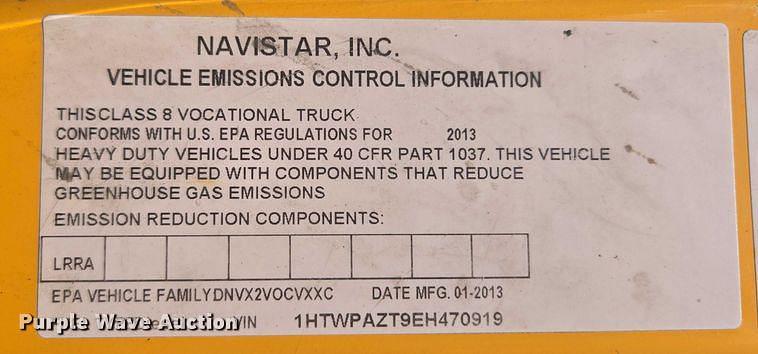 NAVISTAR, INC.
VEHICLE EMISSIONS CONTROL INFORMATION
THISCLASS 8 VOCATIONAL TRUCK
CONFORMS WITH U.S. EPA REGULATIONS FOR 2013
HEAVY DUTY VEHICLES UNDER 40 CFR PART 1037. THIS VEHICLE
MAY BE EQUIPPED WITH COMPONENTS THAT REDUCE
GREENHOUSE GAS EMISSIONS
EMISSION REDUCTION COMPONENTS:
LRRA
EPA VEHICLE FAMILYDNVX2VOCVXXC DATE MFG. 01-2013
VIN 1HTWPAZT9EH470919
Purple Wave Auction